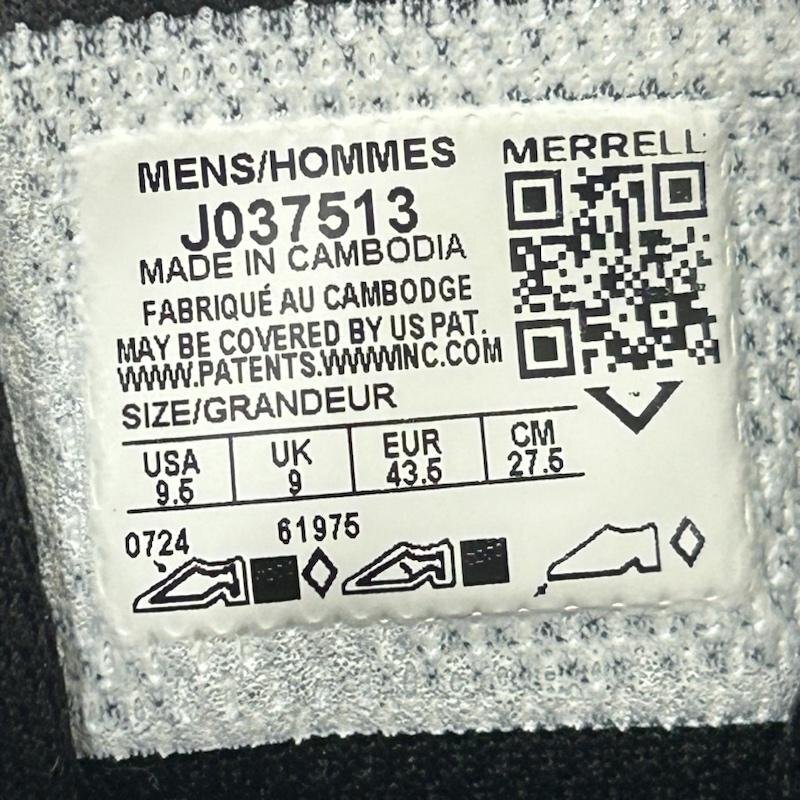 MENS/HOMMES
J037513
MADE IN CAMBODIA
FABRIQUÉ AU CAMBODGE
MAY BE COVERED BY US PAT.
WWW.PATENTS.WWWINC.COM
MERRELL
SIZE/GRANDEUR
USA UK EUR CM
9.5 9 43.5 27.5
0724 61975